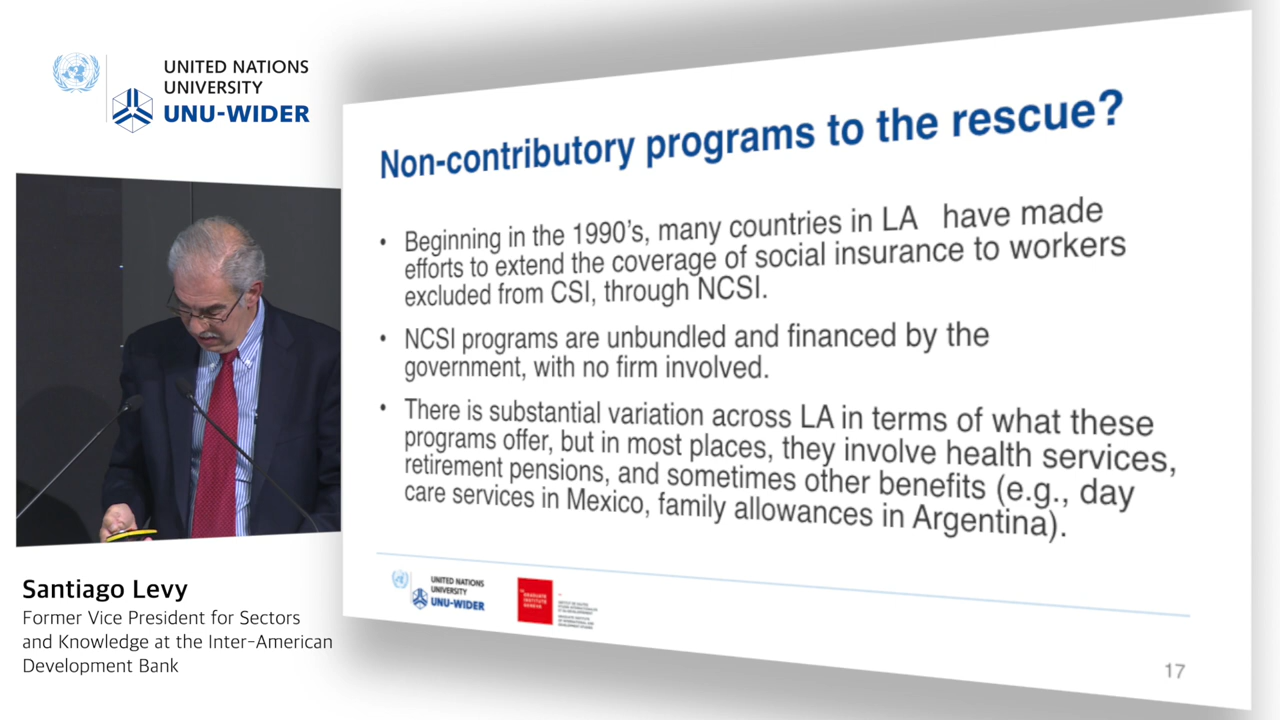 UNITED NATIONS
UNIVERSITY
UNU-WIDER
Non-contributory programs to the rescue?
• Beginning in the 1990's, many countries in LA have made
efforts to extend the coverage of social insurance to workers
excluded from CSI, through NCSI.
• NCSI programs are unbundled and financed by the
government, with no firm involved.
• There is substantial variation across LA in terms of what these
programs offer, but in most places, they involve health services,
retirement pensions, and sometimes other benefits (e.g., day
care services in Mexico, family allowances in Argentina).
UNITED NATIONS
UNIVERSITY
UNU-WIDER
GRADUATE
INSTITUTE
GENEVA
17
Santiago Levy
Former Vice President for Sectors
and Knowledge at the Inter-American
Development Bank